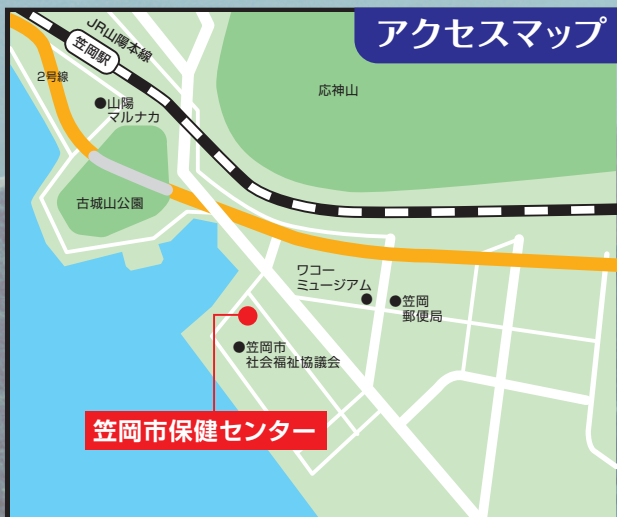 アクセスマップ
JR山陽本線
笠岡駅
2号線
山陽
マルナカ
応神山
古城山公園
ワコー
ミュージアム
笠岡
郵便局
笠岡市
社会福祉協議会
笠岡市保健センター